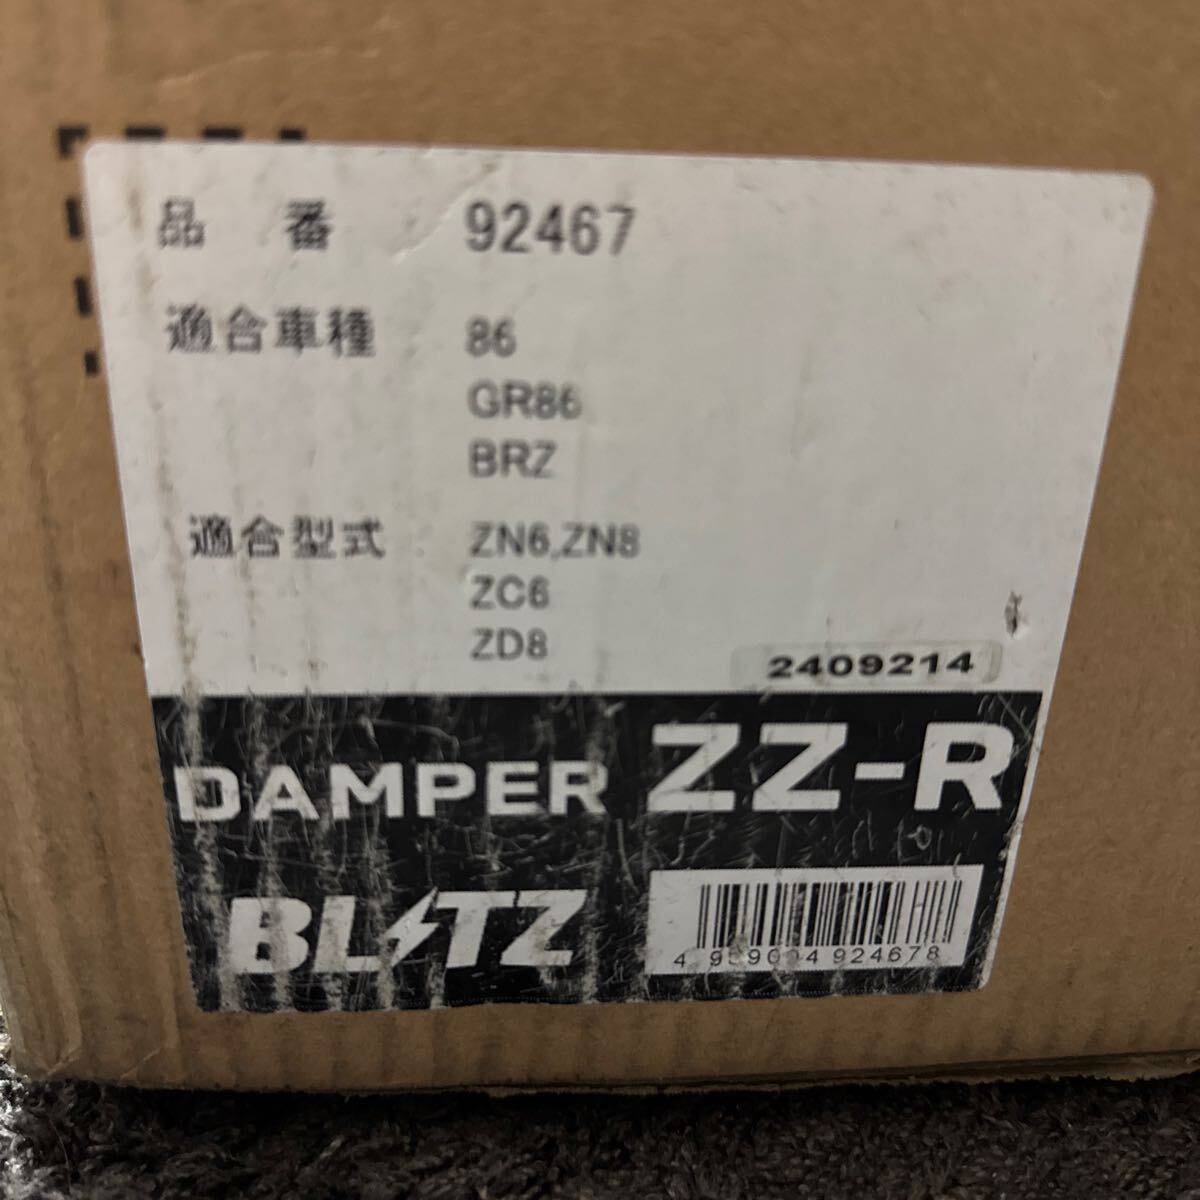 品番 92467
適合車種 86
GR86
BRZ
適合型式 ZN6,ZN8
ZC6
ZD8
2409214
DAMPER ZZ-R
BLITZ
924678